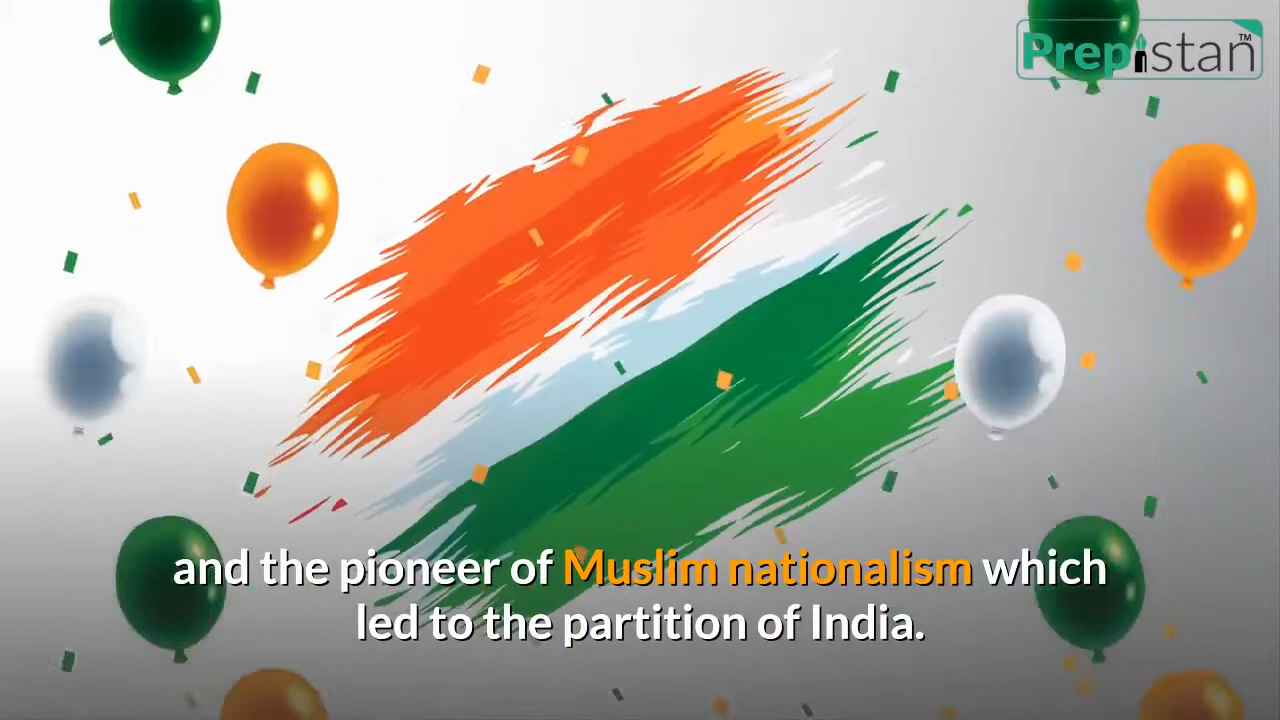 Prepistan™
and the pioneer of Muslim nationalism which
led to the partition of India.